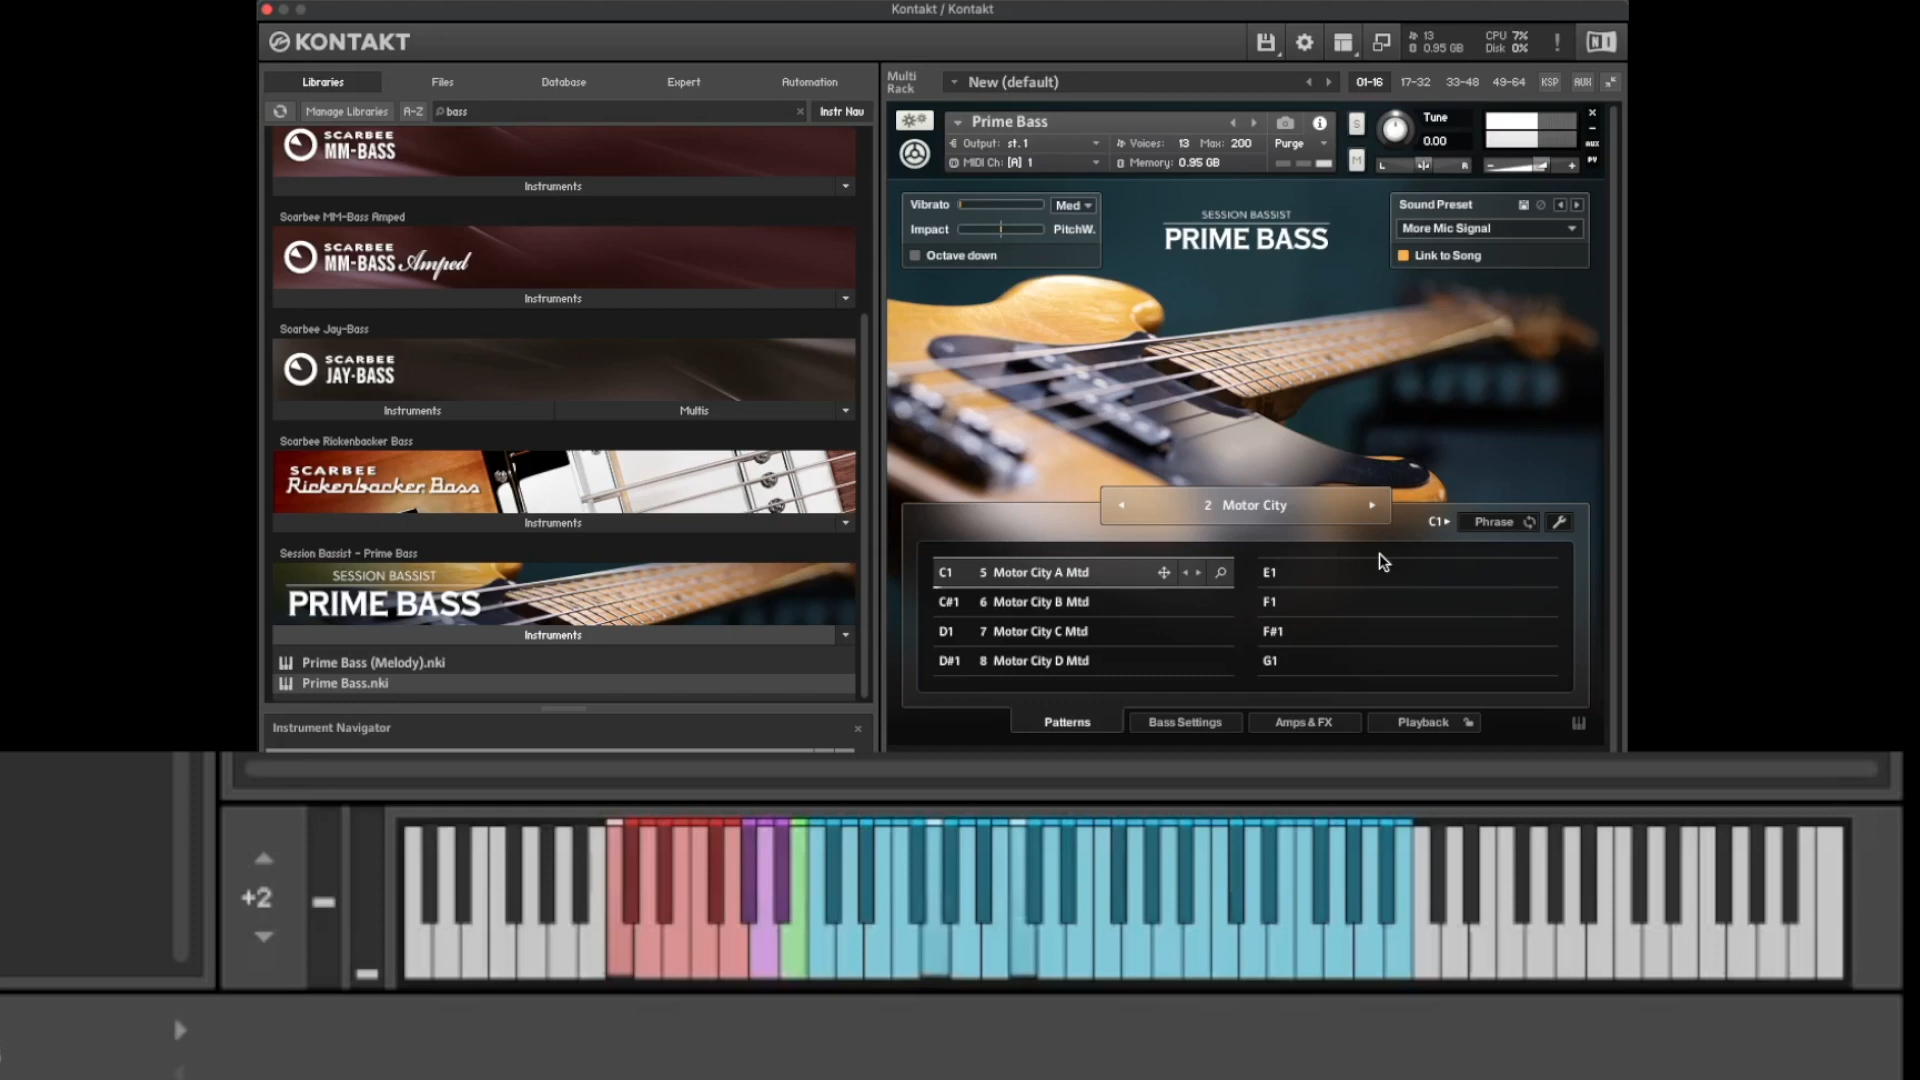 Kontakt / Kontakt
KONTAKT
13
0.95 GB
CPU 7%
Disk 0%
!
NI
Libraries
Files
Database
Expert
Automation
Manage Libraries
A-Z
bass
×
Instr Nav
SCARBEE
MM-BASS
Instruments
Scarbee MM-Bass Amped
SCARBEE
MM-BASS Amped
Instruments
Scarbee Jay-Bass
SCARBEE
JAY-BASS
Instruments
Multis
Scarbee Rickenbacker Bass
SCARBEE
Rickenbacker Bass
Instruments
Session Bassist - Prime Bass
SESSION BASSIST
PRIME BASS
Instruments
Prime Bass (Melody).nki
Prime Bass.nki
Instrument Navigator
×
Multi
Rack
New (default)
01-16
17-32
33-48
49-64
KSP
AUX
Prime Bass
Output: st.1
Voices: 13 Max: 200
Purge
MIDI Ch: [A] 1
Memory: 0.95 GB
S
M
Tune
0.00
L
R
−
+
×
−
AUX
PV
Vibrato
Med
Impact
PitchW.
Octave down
SESSION BASSIST
PRIME BASS
Sound Preset
More Mic Signal
Link to Song
2 Motor City
C1
Phrase
C1 5 Motor City A Mtd
C#1 6 Motor City B Mtd
D1 7 Motor City C Mtd
D#1 8 Motor City D Mtd
E1
F1
F#1
G1
Patterns
Bass Settings
Amps & FX
Playback
+2